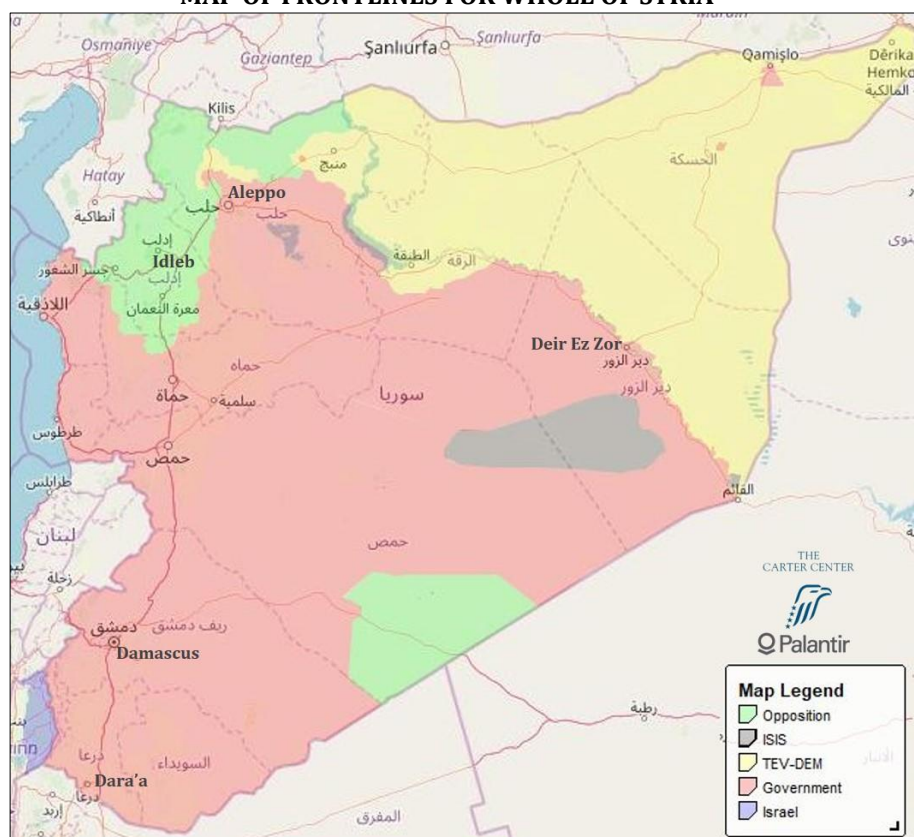 MAP OF FRONTLINES FOR WHOLE OF SYRIA
Osmaniye
Gaziantep
Şanlıurfa
Şanlıurfa
Mardin
Qamişlo
Dêrika
Hemko
المالكية
Kilis
Hatay
أنطاكية
منبج
الحسكة
Aleppo
حلب
حلب
إدلب
Idleb
إدلب
جسر الشغور
معرة النعمان
الطبقة
الرقة
اللاذقية
Deir Ez Zor
دير الزور
دير الزور
حماه
حماة
سلمية
سوريا
طرطوس
حمص
طرابلس
القائم
لبنان
حمص
زحلة
THE
CARTER CENTER
Palantir
دمشق
ريف دمشق
Damascus
رطبة
السويداء
درعا
Dara'a
درعا
إربد
المفرق
الأنبار
Map Legend
Opposition
ISIS
TEV-DEM
Government
Israel